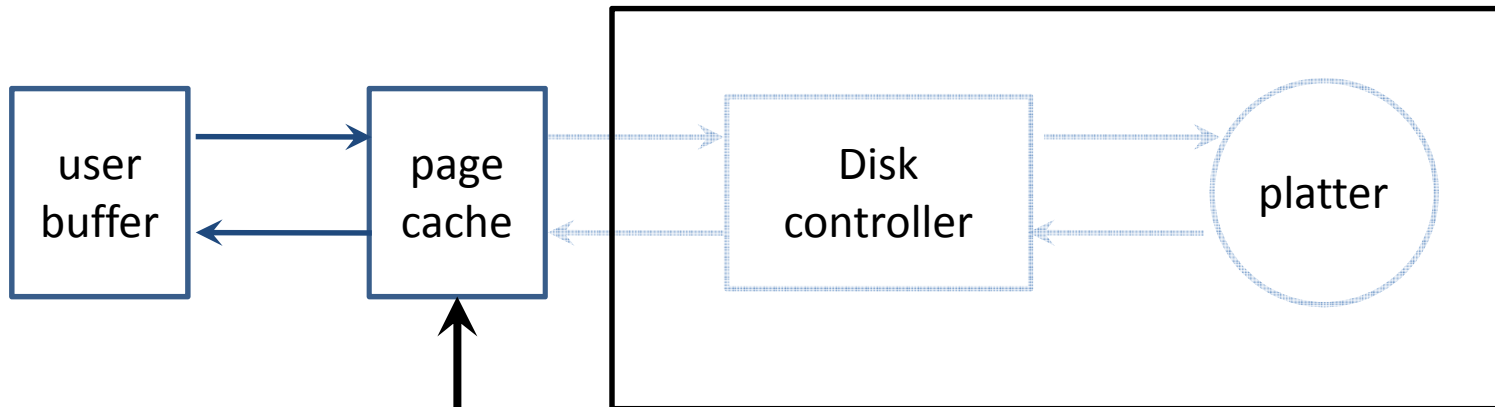 user
buffer
page
cache
Disk
controller
platter